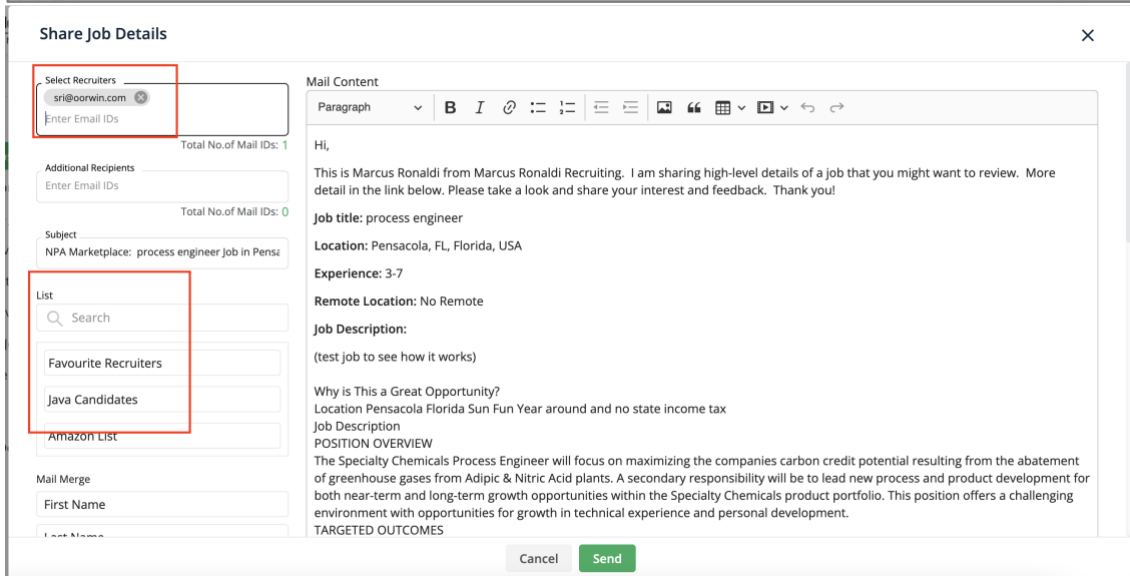 Share Job Details
Select Recruiters
sri@oorwin.com
Enter Email IDs
Total No.of Mail IDs: 1
Additional Recipients
Enter Email IDs
Total No.of Mail IDs: 0
Subject
NPA Marketplace: process engineer Job in Pensa
List
Search
Favourite Recruiters
Java Candidates
Amazon List
Mail Merge
First Name
Last Name
Mail Content
Paragraph
B I
Hi,
This is Marcus Ronaldi from Marcus Ronaldi Recruiting. I am sharing high-level details of a job that you might want to review. More
detail in the link below. Please take a look and share your interest and feedback. Thank you!
Job title: process engineer
Location: Pensacola, FL, Florida, USA
Experience: 3-7
Remote Location: No Remote
Job Description:
(test job to see how it works)
Why is This a Great Opportunity?
Location Pensacola Florida Sun Fun Year around and no state income tax
Job Description
POSITION OVERVIEW
The Specialty Chemicals Process Engineer will focus on maximizing the companies carbon credit potential resulting from the abatement
of greenhouse gases from Adipic & Nitric Acid plants. A secondary responsibility will be to lead new process and product development for
both near-term and long-term growth opportunities within the Specialty Chemicals product portfolio. This position offers a challenging
environment with opportunities for growth in technical experience and personal development.
TARGETED OUTCOMES
Cancel
Send